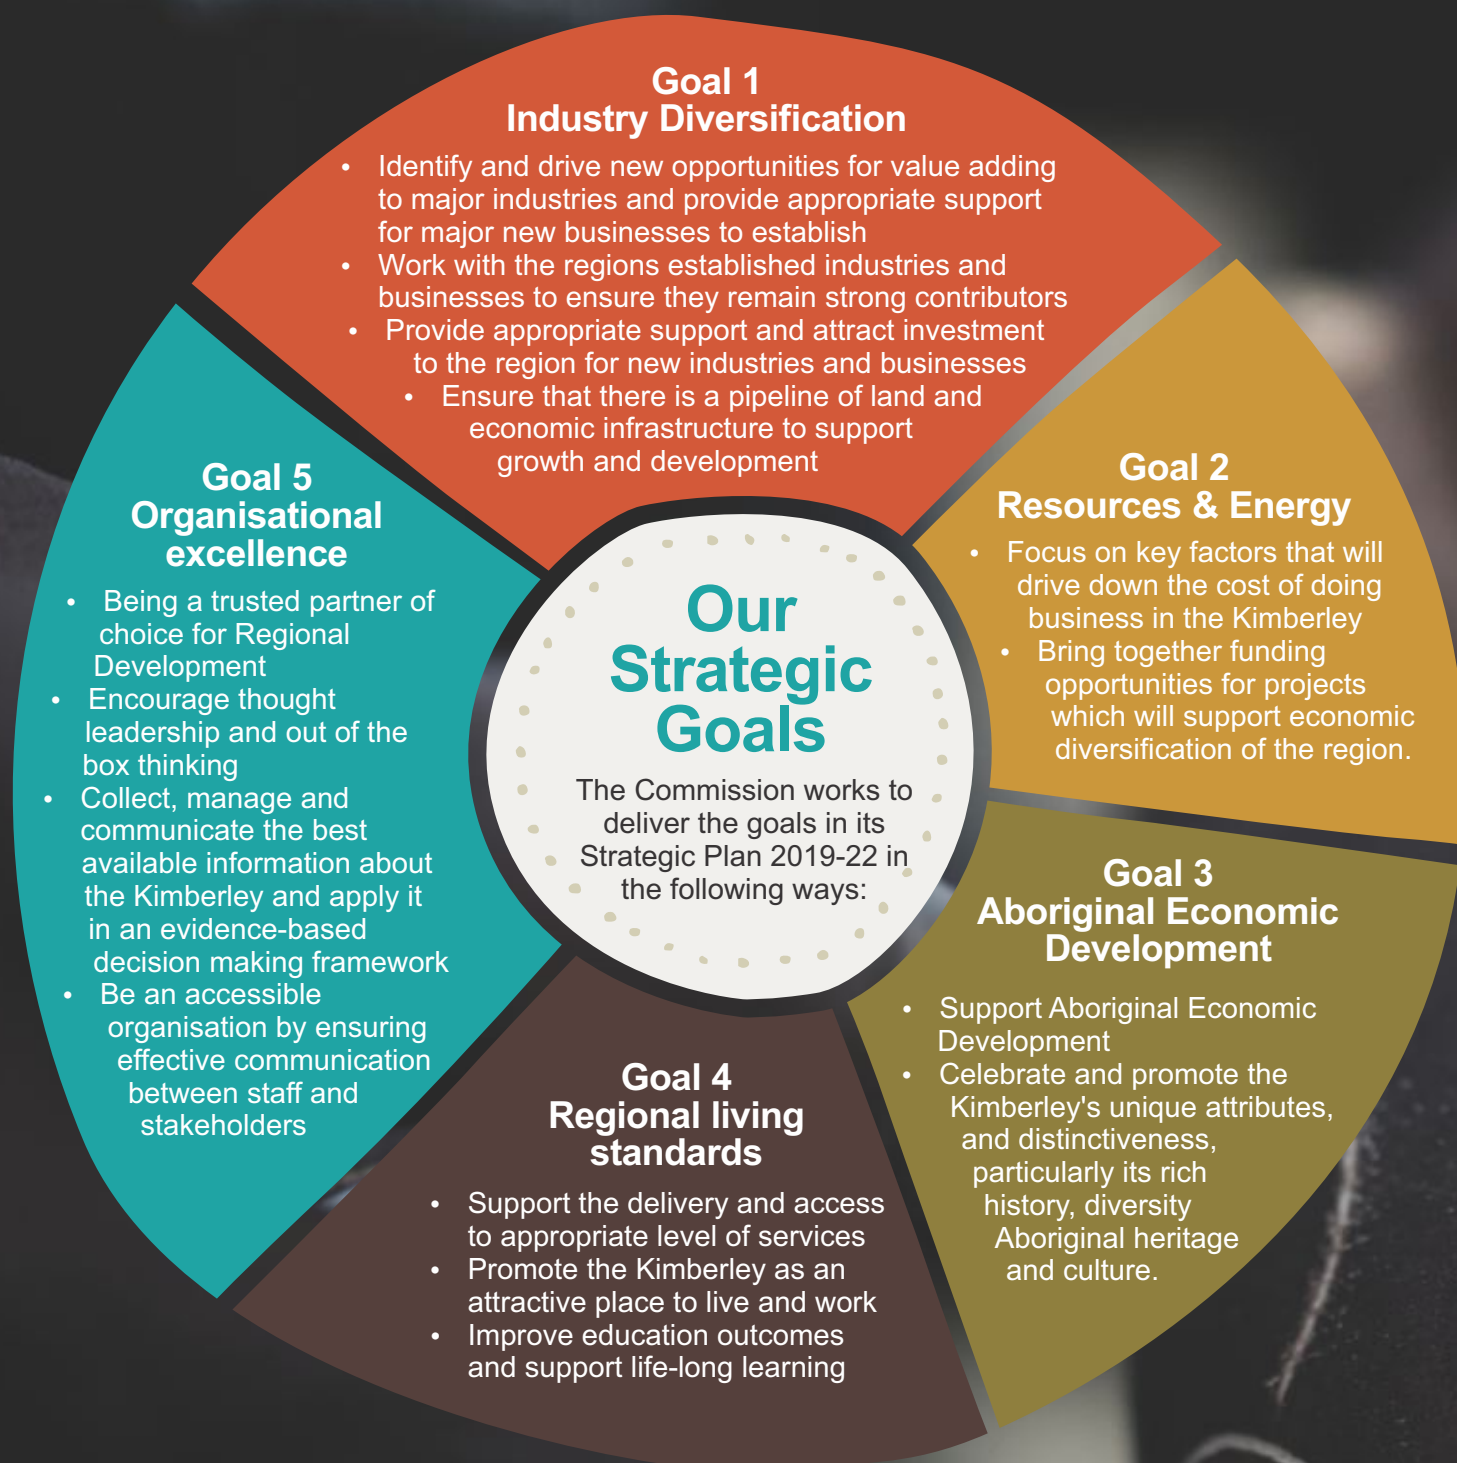 Goal 1
Industry Diversification
• Identify and drive new opportunities for value adding
to major industries and provide appropriate support
for major new businesses to establish
• Work with the regions established industries and
businesses to ensure they remain strong contributors
• Provide appropriate support and attract investment
to the region for new industries and businesses
• Ensure that there is a pipeline of land and
economic infrastructure to support
growth and development
Goal 2
Resources & Energy
• Focus on key factors that will
drive down the cost of doing
business in the Kimberley
• Bring together funding
opportunities for projects
which will support economic
diversification of the region.
Goal 3
Aboriginal Economic
Development
• Support Aboriginal Economic
Development
• Celebrate and promote the
Kimberley's unique attributes,
and distinctiveness,
particularly its rich
history, diversity
Aboriginal heritage
and culture.
Goal 4
Regional living
standards
• Support the delivery and access
to appropriate level of services
• Promote the Kimberley as an
attractive place to live and work
• Improve education outcomes
and support life-long learning
Goal 5
Organisational
excellence
• Being a trusted partner of
choice for Regional
Development
• Encourage thought
leadership and out of the
box thinking
• Collect, manage and
communicate the best
available information about
the Kimberley and apply it
in an evidence-based
decision making framework
• Be an accessible
organisation by ensuring
effective communication
between staff and
stakeholders
Our
Strategic
Goals
The Commission works to
deliver the goals in its
Strategic Plan 2019-22 in
the following ways: